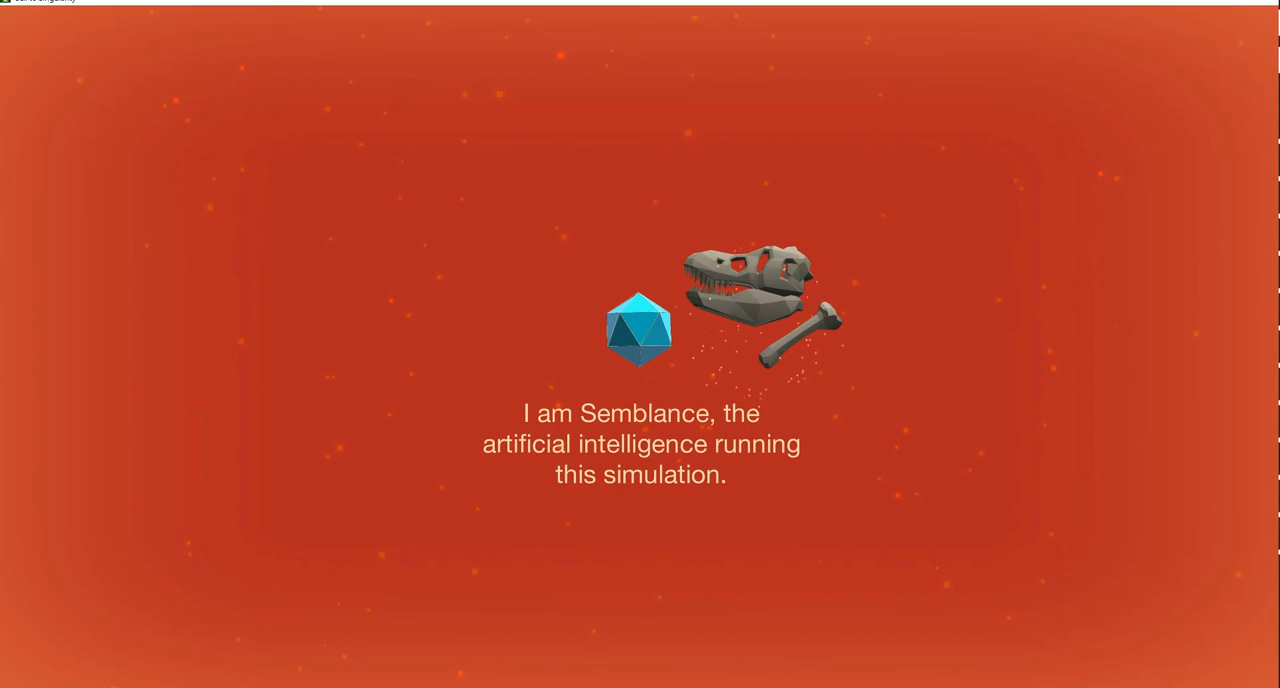 I am Semblance, the
artificial intelligence running
this simulation.